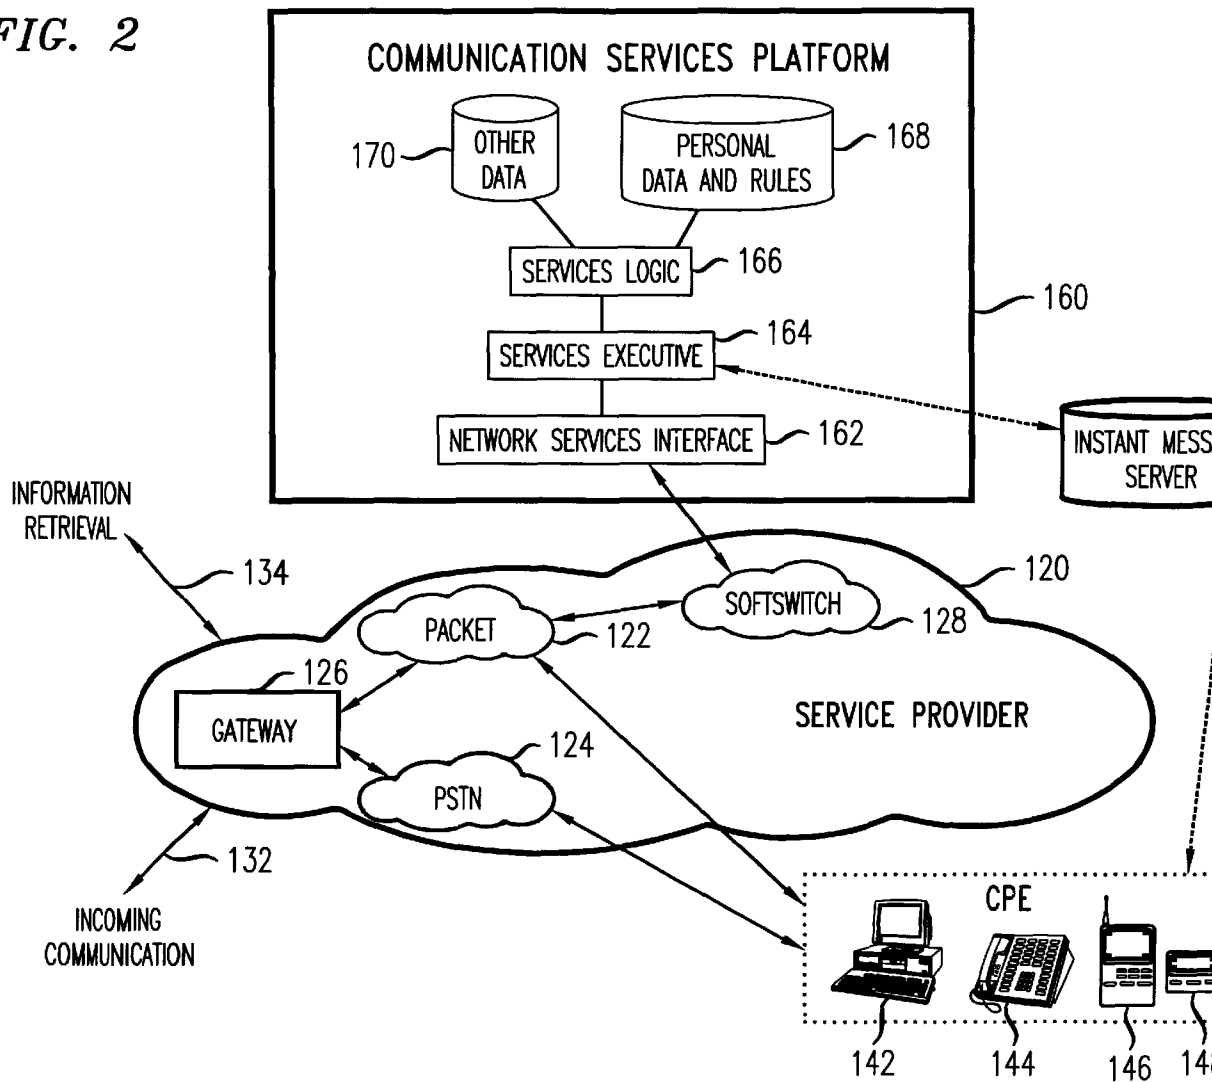 FIG. 2
COMMUNICATION SERVICES PLATFORM
OTHER
DATA
170
PERSONAL
DATA AND RULES
168
SERVICES LOGIC
166
160
SERVICES EXECUTIVE
164
NETWORK SERVICES INTERFACE
162
INSTANT MESS
SERVER
INFORMATION
RETRIEVAL
134
120
SOFTSWITCH
128
PACKET
122
126
GATEWAY
SERVICE PROVIDER
124
PSTN
132
INCOMING
COMMUNICATION
CPE
142
144
146
148